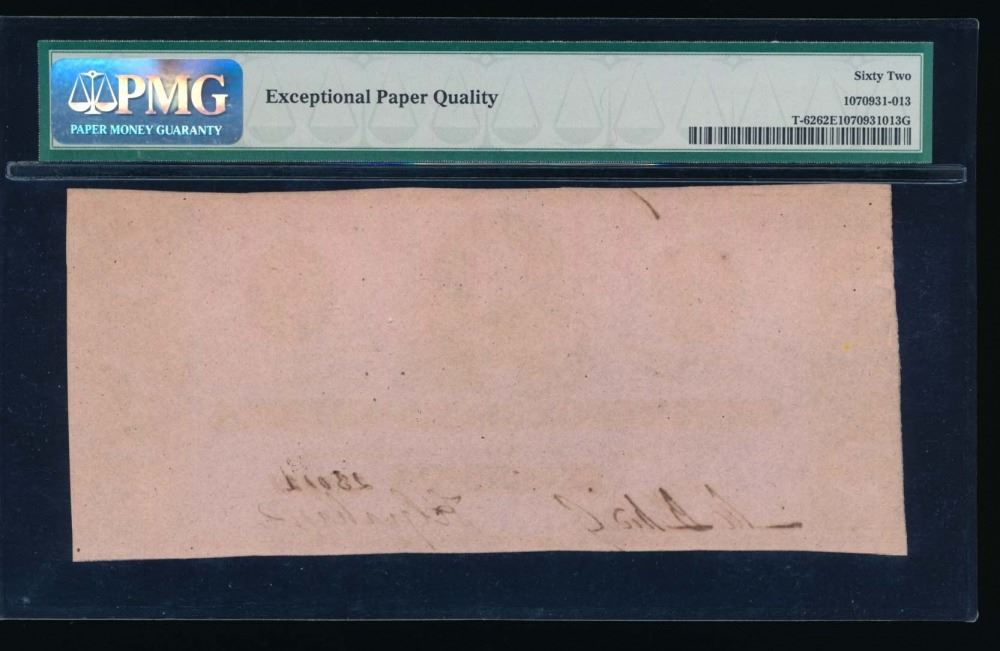 PMG
PAPER MONEY GUARANTY
Exceptional Paper Quality
Sixty Two
1070931-013
T-6262E1070931013G